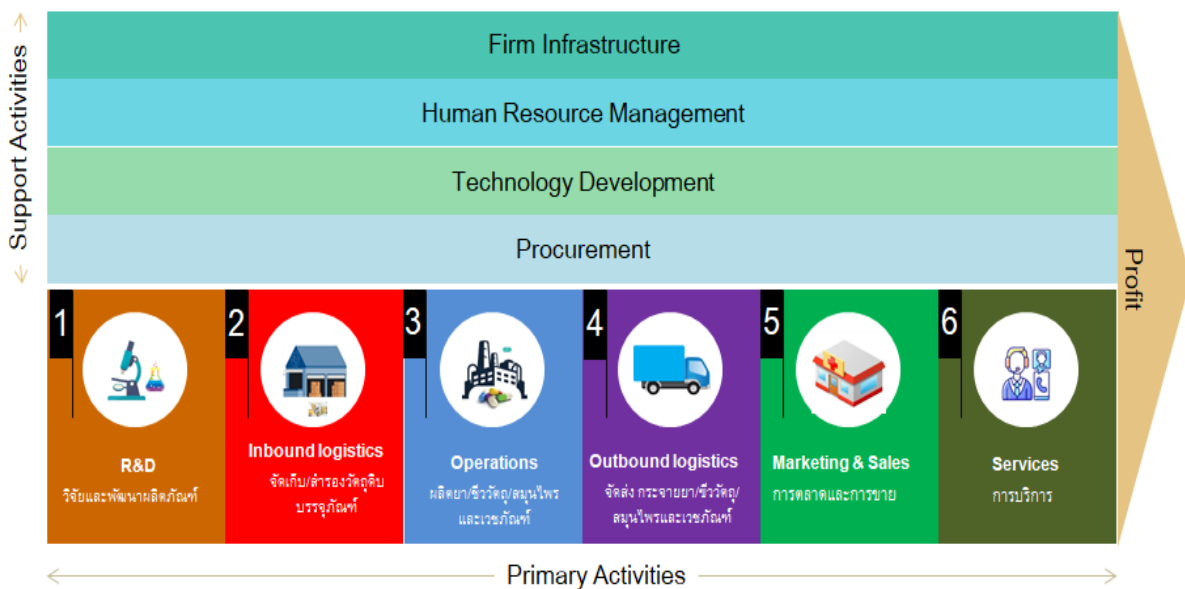 Support Activities
Firm Infrastructure
Human Resource Management
Technology Development
Procurement
Profit
1
R&D
วิจัยและพัฒนาผลิตภัณฑ์
2
Inbound logistics
จัดเก็บ/สำรองวัตถุดิบ
บรรจุภัณฑ์
3
Operations
ผลิตยา/ชีววัตถุ/สมุนไพร
และเวชภัณฑ์
4
Outbound logistics
จัดส่ง กระจายยา/ชีววัตถุ/
สมุนไพรและเวชภัณฑ์
5
Marketing & Sales
การตลาดและการขาย
6
Services
การบริการ
Primary Activities